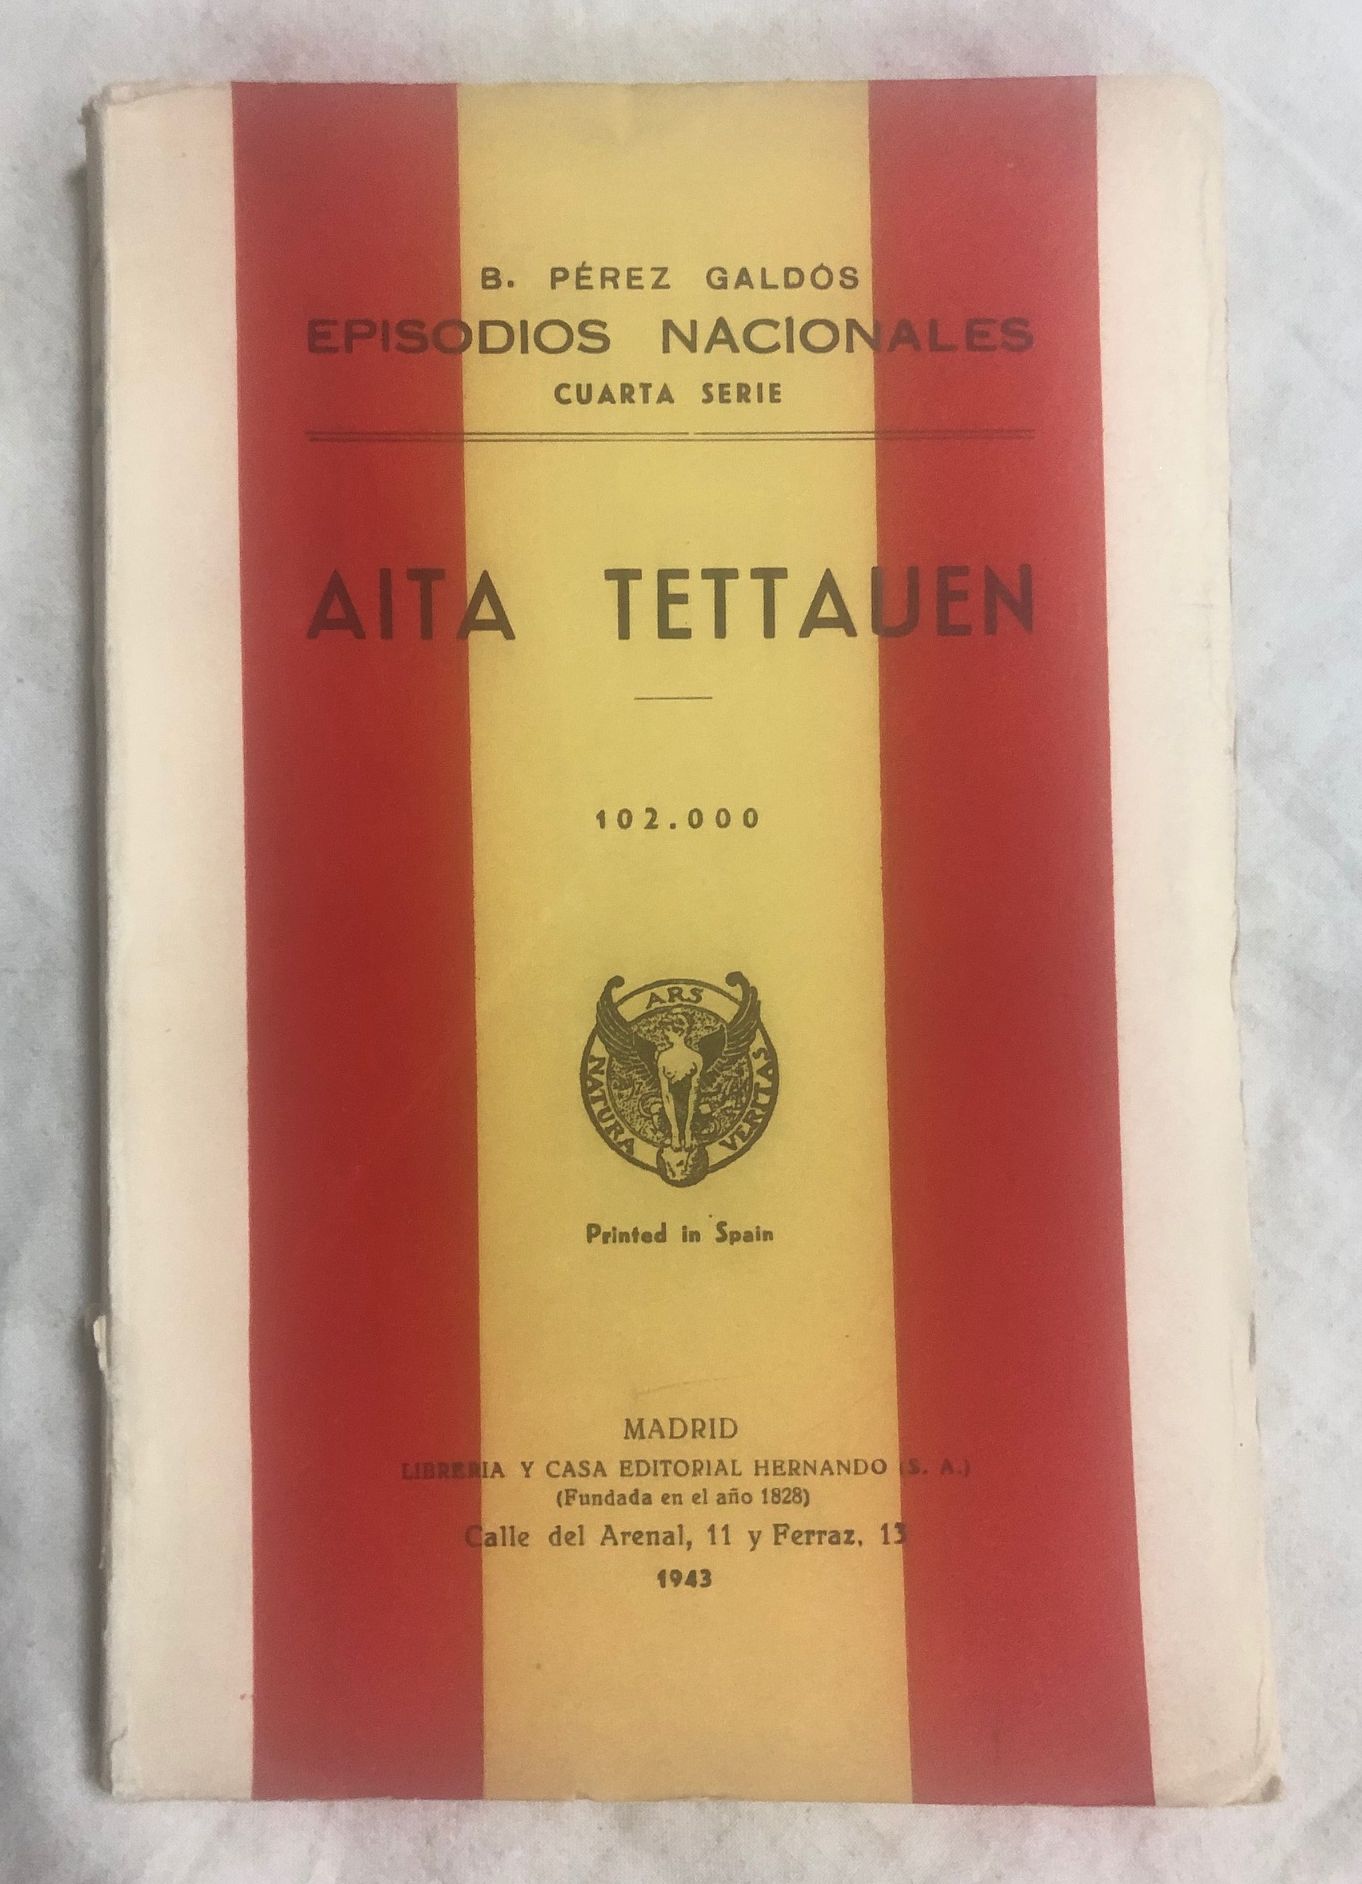 B. PÉREZ GALDÓS
EPISODIOS NACIONALES
CUARTA SERIE
AITA TETTAUEN
102.000
ARS
NATURA
VERITAS
Printed in Spain
MADRID
LIBRERIA Y CASA EDITORIAL HERNANDO (S. A.)
(Fundada en el año 1828)
Calle del Arenal, 11 y Ferraz, 13
1943